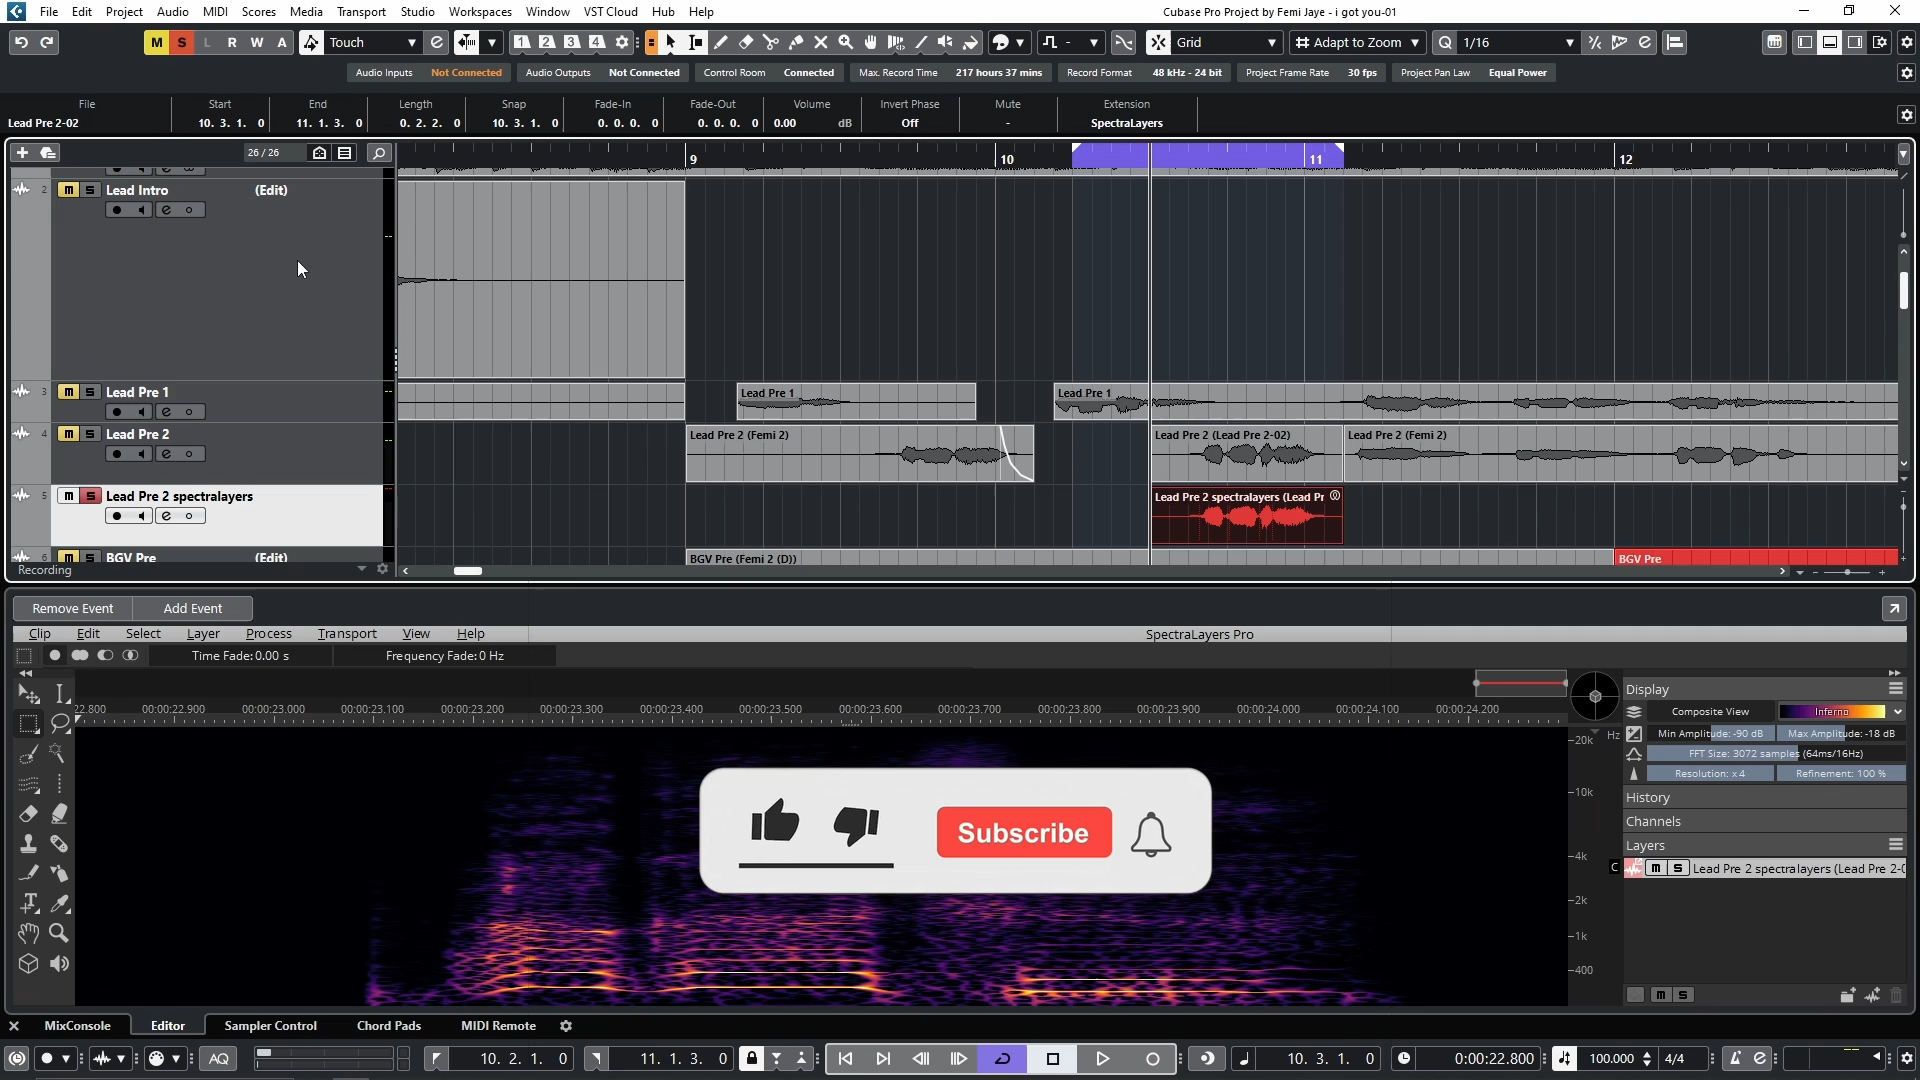 File Edit Project Audio MIDI Scores Media Transport Studio Workspaces Window VST Cloud Hub Help
Cubase Pro Project by Femi Jaye - i got you-01
M S L R W A Touch 1 2 3 4 Grid Adapt to Zoom Q 1/16
Audio Inputs Not Connected Audio Outputs Not Connected Control Room Connected Max. Record Time 217 hours 37 mins Record Format 48 kHz - 24 bit Project Frame Rate 30 fps Project Pan Law Equal Power
File Start End Length Snap Fade-In Fade-Out Volume Invert Phase Mute Extension
Lead Pre 2-02 10. 3. 1. 0 11. 1. 3. 0 0. 2. 2. 0 10. 3. 1. 0 0. 0. 0. 0 0. 0. 0. 0 0.00 dB Off - SpectraLayers
26 / 26 9 10 11 12
2 m S Lead Intro (Edit)
3 m S Lead Pre 1
Lead Pre 1 Lead Pre 1
4 m S Lead Pre 2
Lead Pre 2 (Femi 2) Lead Pre 2 (Lead Pre 2-02) Lead Pre 2 (Femi 2)
5 m S Lead Pre 2 spectralayers
Lead Pre 2 spectralayers (Lead Pr
6 m S BGV Pre (Edit)
BGV Pre (Femi 2 (D)) BGV Pre
Recording
Remove Event Add Event
Clip Edit Select Layer Process Transport View Help SpectraLayers Pro
Time Fade:0.00 s Frequency Fade:0 Hz
22.800 00:00:22.900 00:00:23.000 00:00:23.100 00:00:23.200 00:00:23.300 00:00:23.400 00:00:23.500 00:00:23.600 00:00:23.700 00:00:23.800 00:00:23.900 00:00:24.000 00:00:24.100 00:00:24.200
Hz
-20k
-10k
-4k
-2k
-1k
-400
C
Display
Composite View Inferno
Min Amplitude: -90 dB Max Amplitude: -18 dB
FFT Size: 3072 samples (64ms/16Hz)
Resolution: x 4 Refinement: 100 %
History
Channels
Layers
m S Lead Pre 2 spectralayers (Lead Pre 2-0
m S
Subscribe
MixConsole Editor Sampler Control Chord Pads MIDI Remote
AQ 10. 2. 1. 0 11. 1. 3. 0 10. 3. 1. 0 0:00:22.800 100.000 4/4